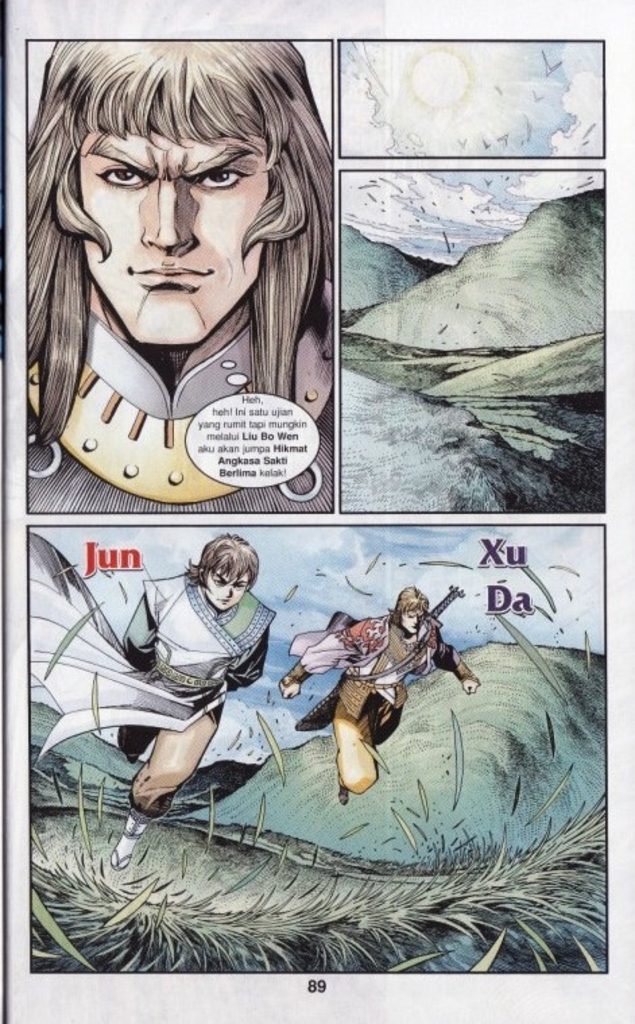 Heh,
heh! Ini satu ujian
yang rumit tapi mungkin
melalui Liu Bo Wen
aku akan jumpa Hikmat
Angkasa Sakti
Berlima kelak!
Jun
Xu
Da
89